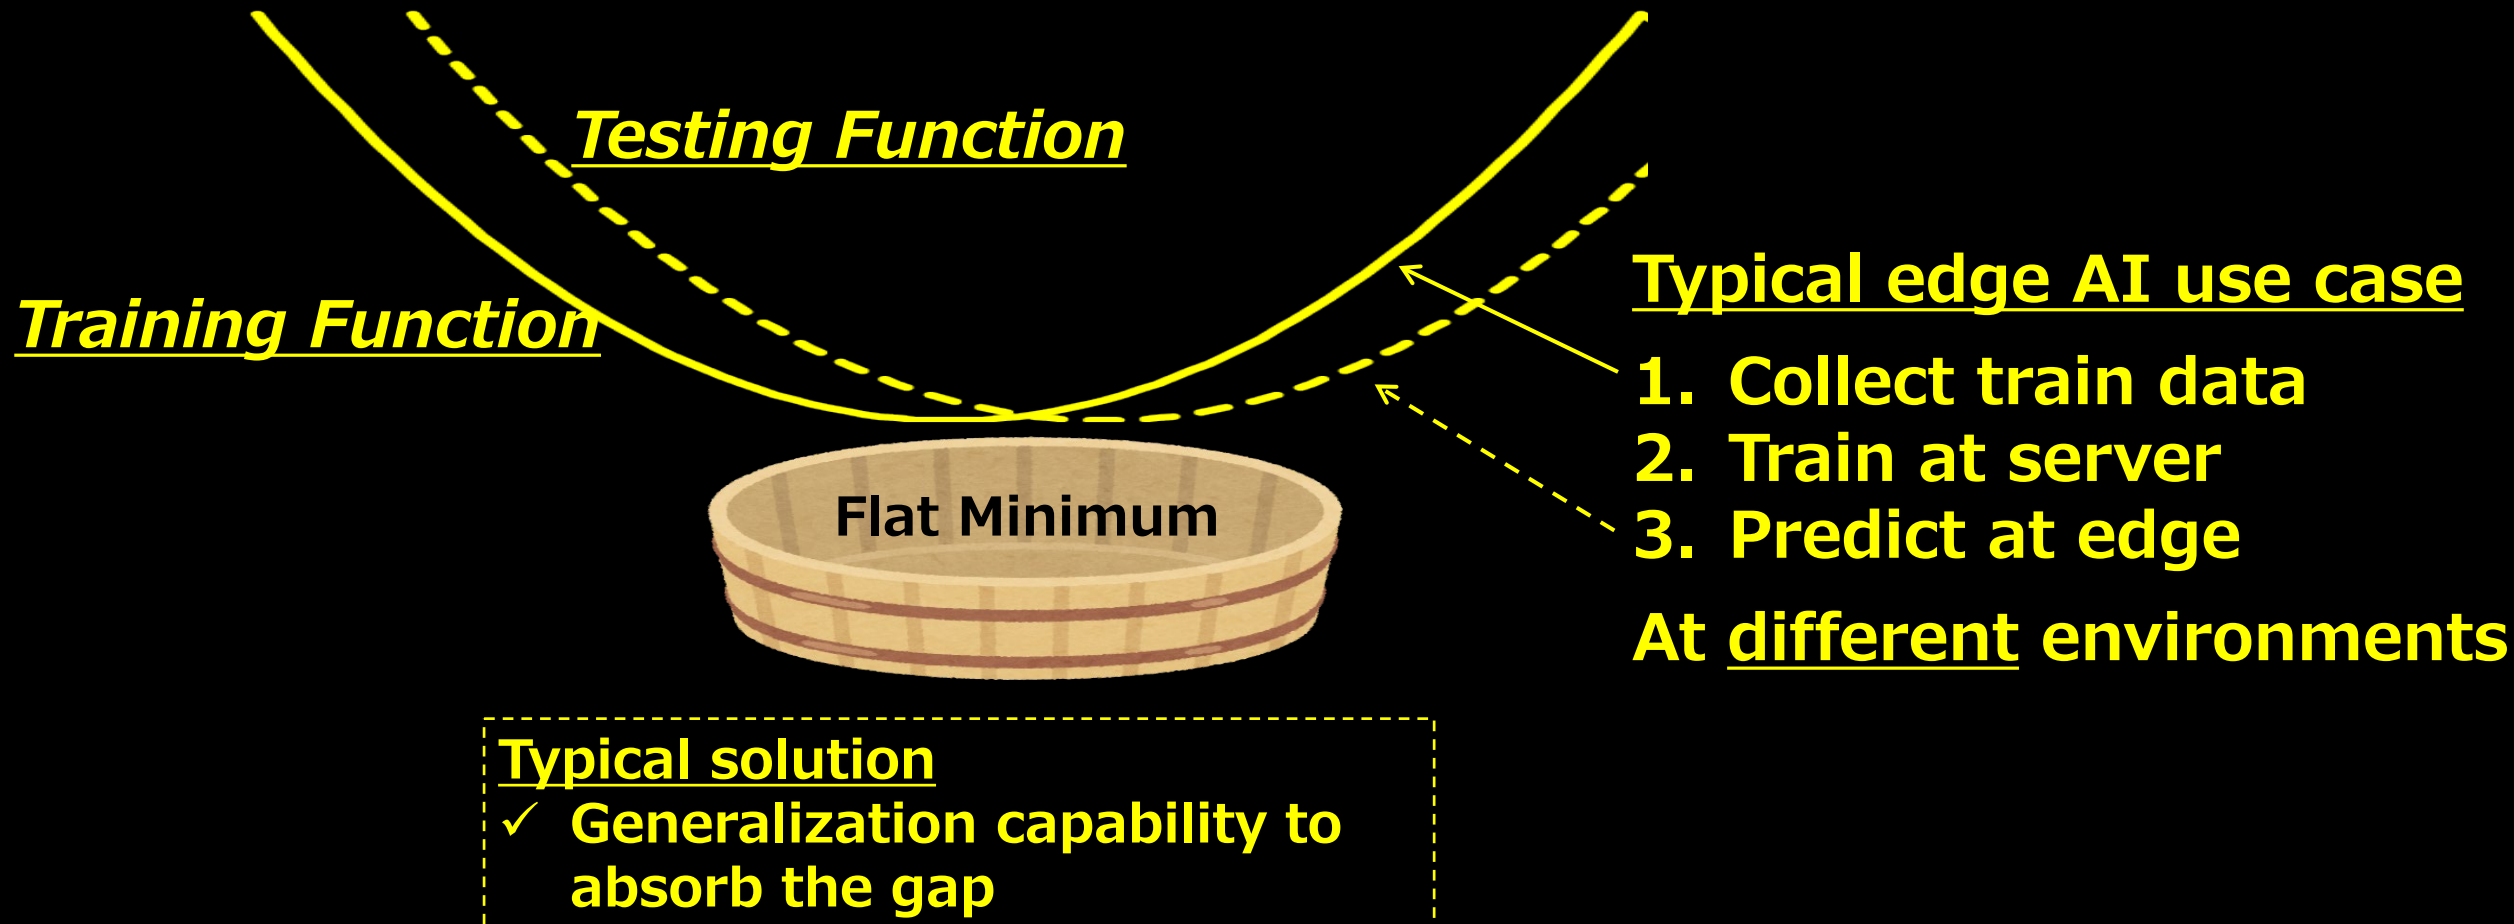 Testing Function
Training Function
Flat Minimum
Typical edge AI use case
1. Collect train data
2. Train at server
3. Predict at edge
At different environments
Typical solution
✓ Generalization capability to
absorb the gap